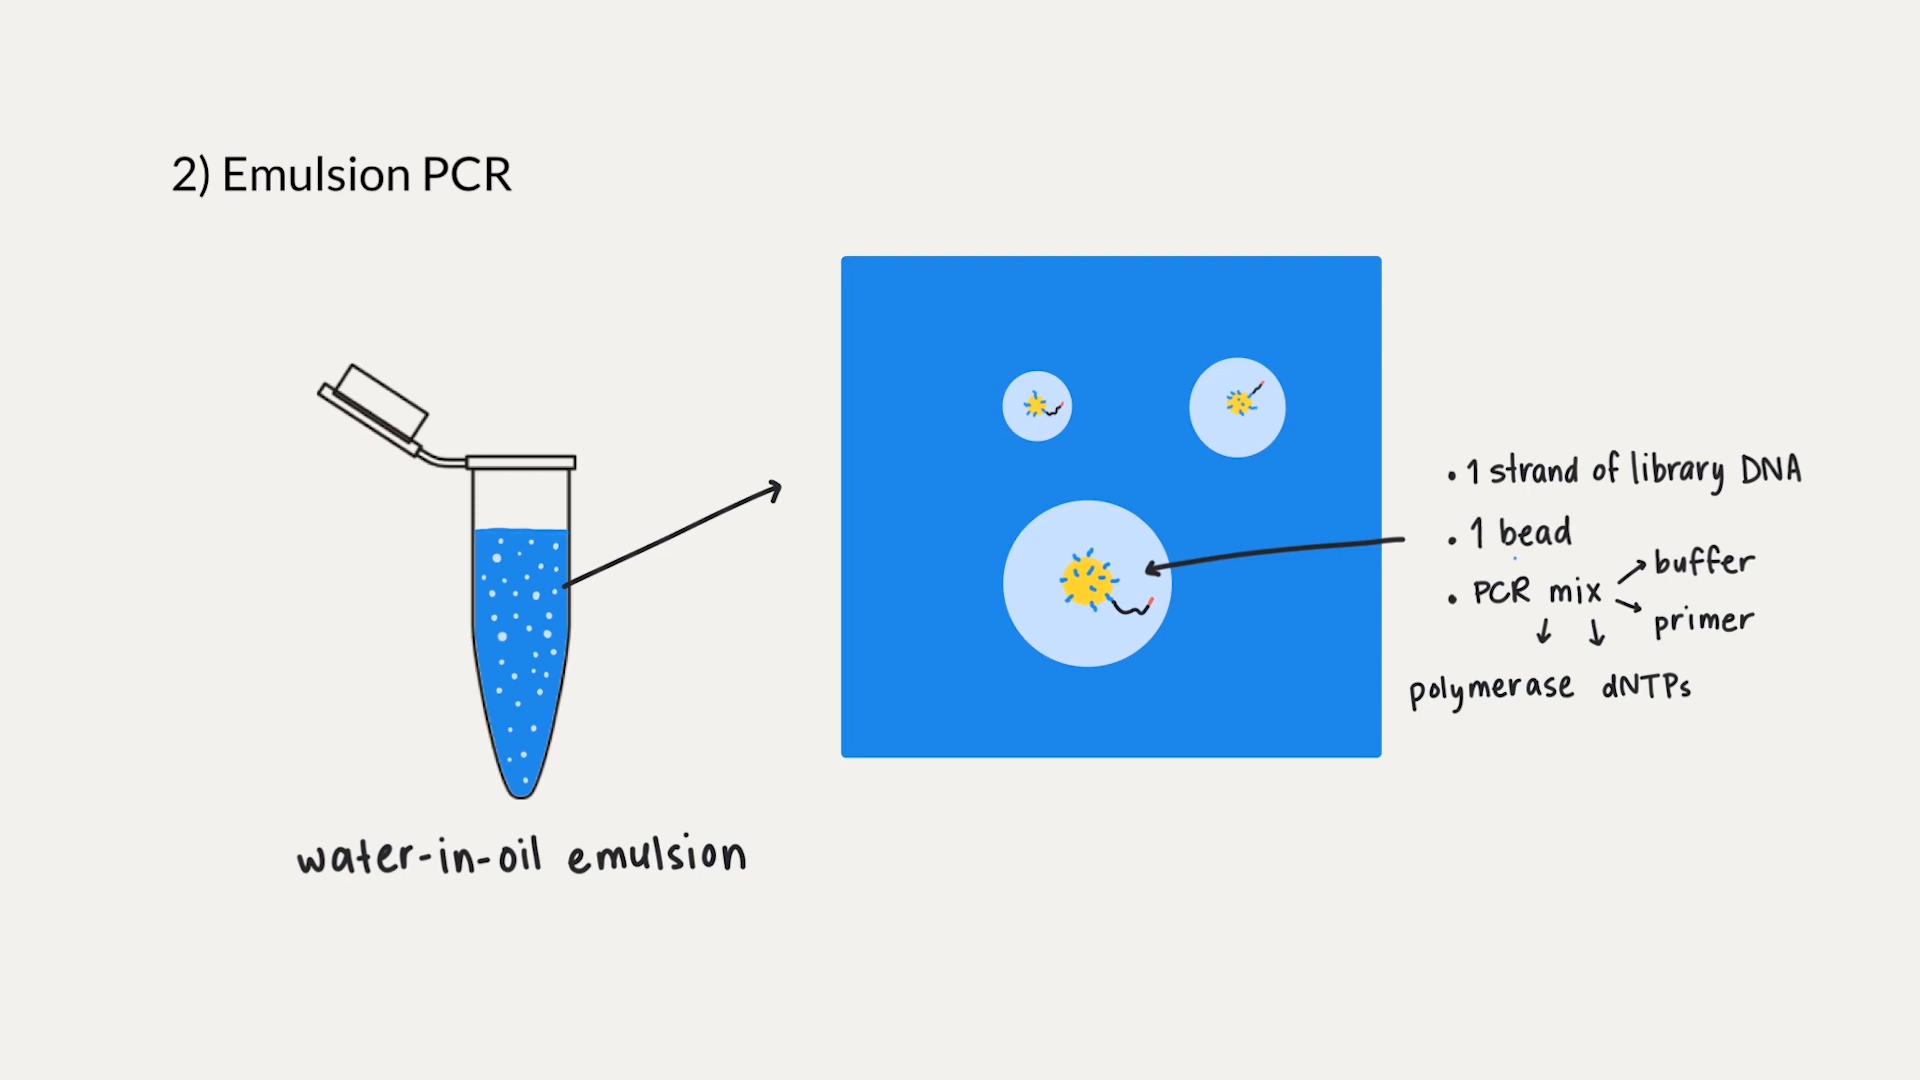 2) Emulsion PCR
• 1 strand of library DNA
• 1 bead
• PCR mix
buffer
primer
polymerase dNTPs
water-in-oil emulsion